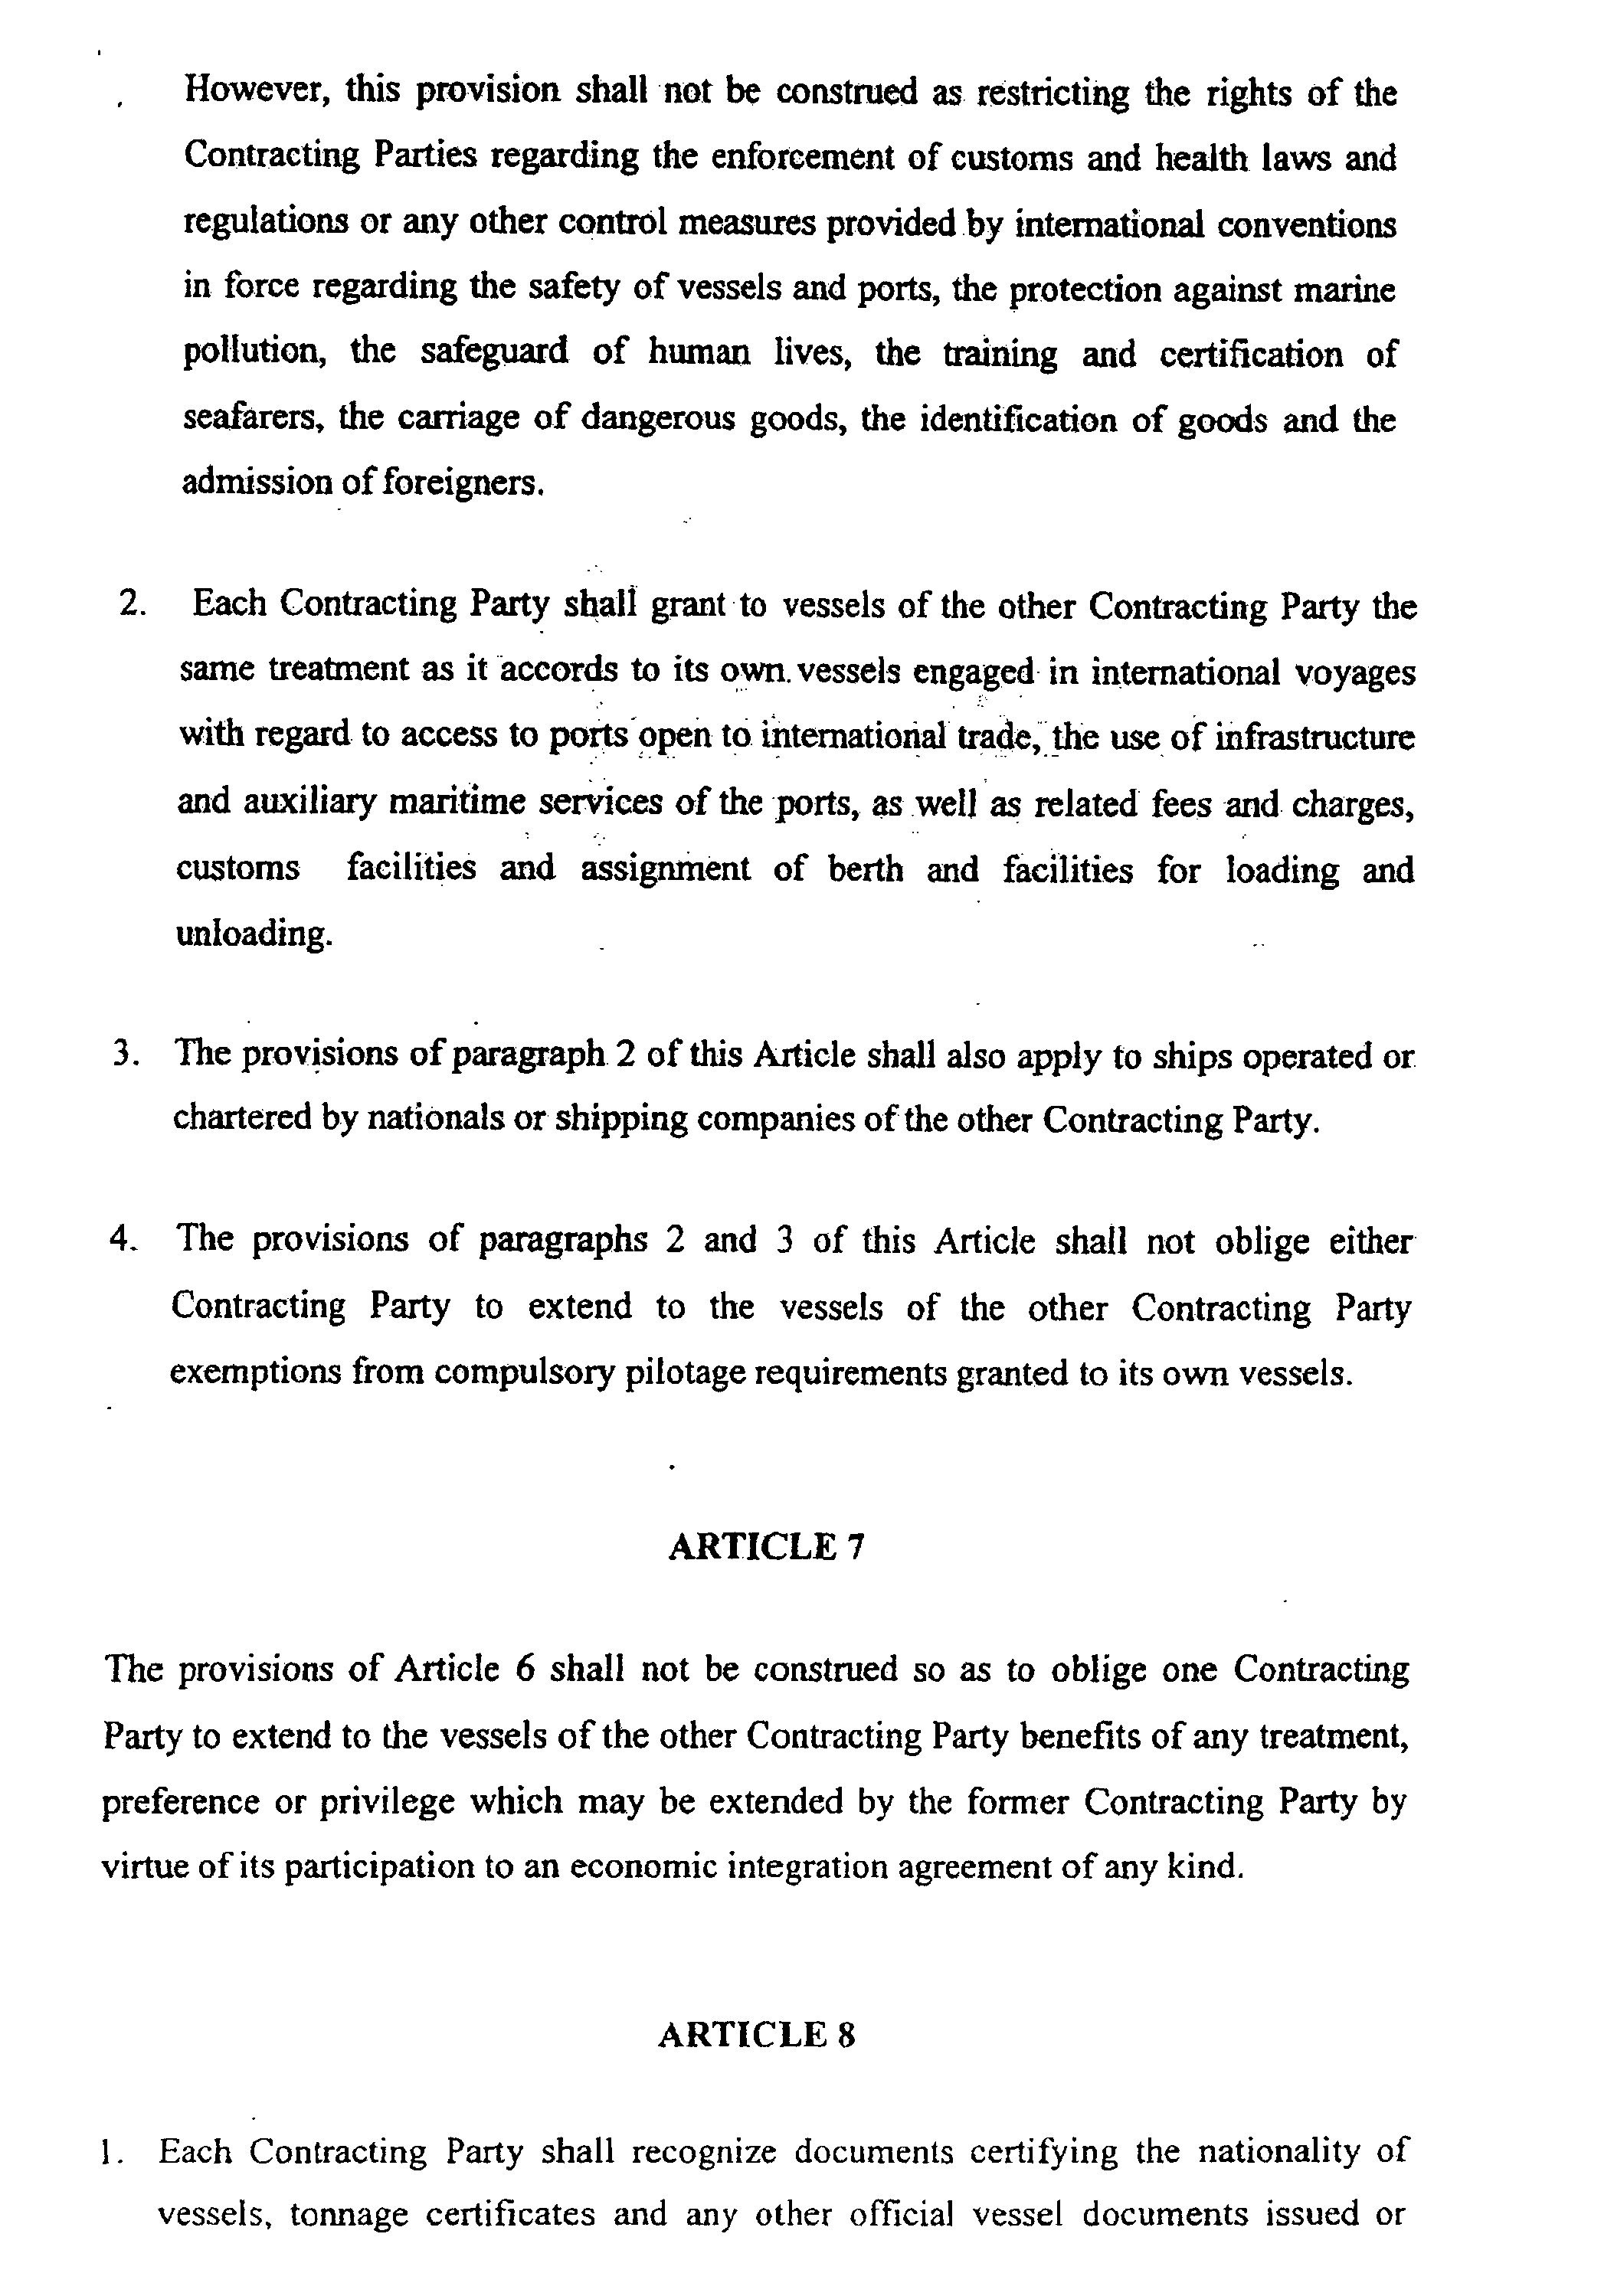 However, this provision shall not be construed as restricting the rights of the
Contracting Parties regarding the enforcement of customs and health laws and
regulations or any other control measures provided by international conventions
in force regarding the safety of vessels and ports, the protection against marine
pollution, the safeguard of human lives, the training and certification of
seafarers, the carriage of dangerous goods, the identification of goods and the
admission of foreigners.
2. Each Contracting Party shall grant to vessels of the other Contracting Party the
same treatment as it accords to its own vessels engaged in international voyages
with regard to access to ports open to international trade, the use of infrastructure
and auxiliary maritime services of the ports, as well as related fees and charges,
customs facilities and assignment of berth and facilities for loading and
unloading.
3. The provisions of paragraph 2 of this Article shall also apply to ships operated or
chartered by nationals or shipping companies of the other Contracting Party.
4. The provisions of paragraphs 2 and 3 of this Article shall not oblige either
Contracting Party to extend to the vessels of the other Contracting Party
exemptions from compulsory pilotage requirements granted to its own vessels.
ARTICLE 7
The provisions of Article 6 shall not be construed so as to oblige one Contracting
Party to extend to the vessels of the other Contracting Party benefits of any treatment,
preference or privilege which may be extended by the former Contracting Party by
virtue of its participation to an economic integration agreement of any kind.
ARTICLE 8
1. Each Contracting Party shall recognize documents certifying the nationality of
vessels, tonnage certificates and any other official vessel documents issued or